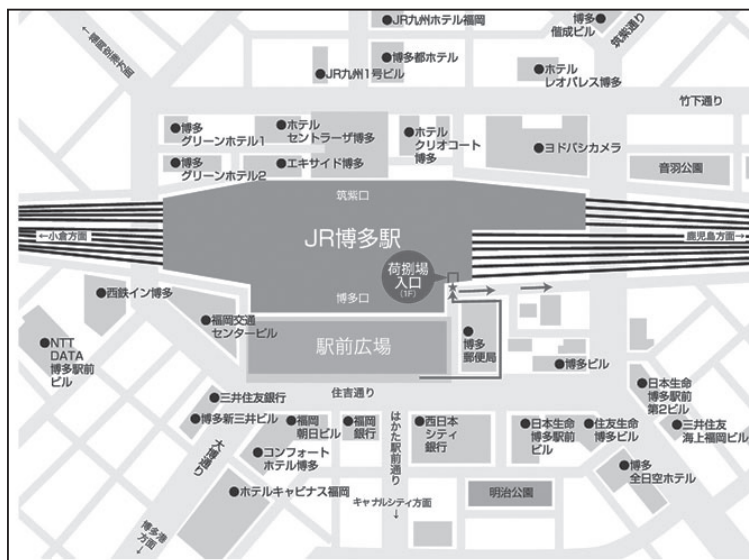 ●JR九州ホテル福岡
博多
偕成ビル
筑紫通り
←福岡空港方面
●博多都ホテル
●JR九州1号ビル
●ホテル
レオパレス博多
竹下通り
●博多
グリーンホテル1
●ホテル
セントラーザ博多
●ホテル
クリオコート
博多
●ヨドバシカメラ
●博多
グリーンホテル2
●エキサイド博多
音羽公園
筑紫口
JR博多駅
←小倉方面
鹿児島方面→
荷捌場
入口
(1F)
博多口
●西鉄イン博多
●福岡交通
センタービル
駅前広場
●博多
郵便局
●NTT
DATA
博多駅前
ビル
●博多ビル
住吉通り
●三井住友銀行
●日本生命
博多駅前
第2ビル
●博多新三井ビル
●福岡
朝日ビル
●福岡
銀行
はかた駅前通り
●西日本
シティ
銀行
●日本生命
博多駅前
ビル
●住友生命
博多ビル
●三井住友
海上福岡ビル
大博通り
●コンフォート
ホテル博多
●博多
全日空ホテル
●ホテルキャビナス福岡
キャナルシティ方面
↓
明治公園
博多港
方面
←